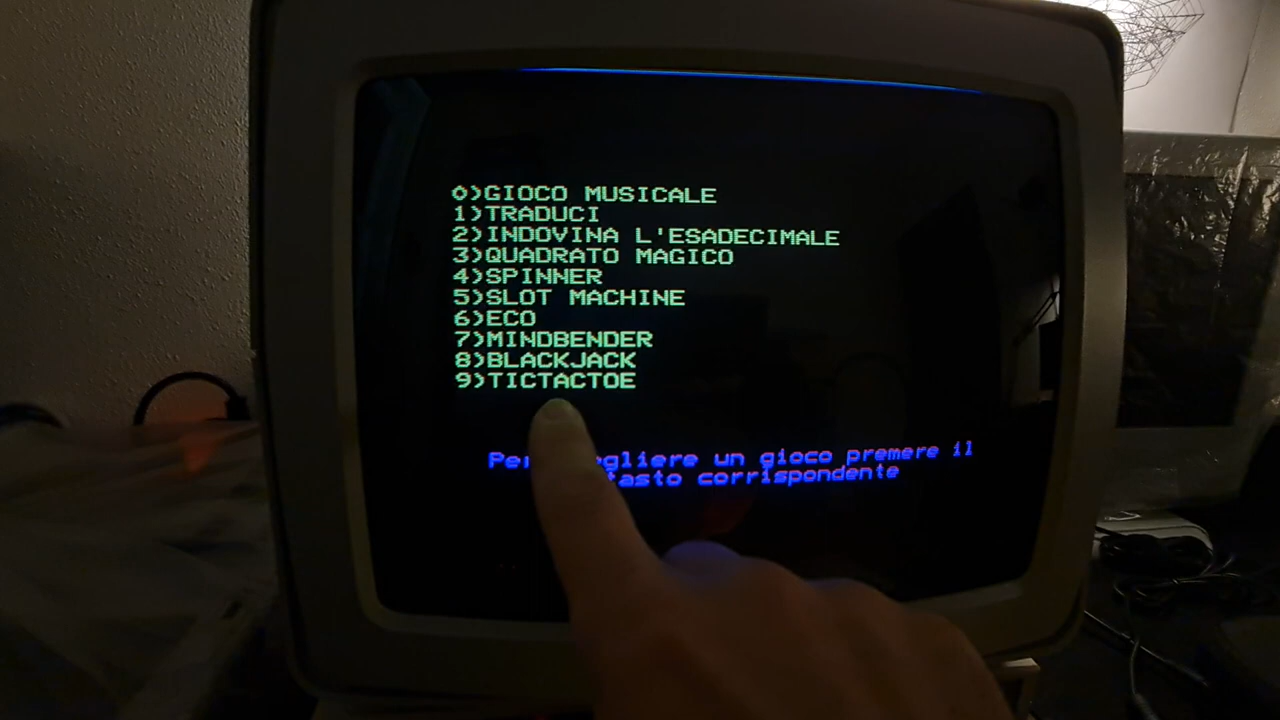 0)GIOCO MUSICALE
1)TRADUCI
2)INDOVINA L'ESADECIMALE
3)QUADRATO MAGICO
4)SPINNER
5)SLOT MACHINE
6)ECO
7)MINDBENDER
8)BLACKJACK
9)TICTACTOE
Per un gioco premere il
tasto corrispondente